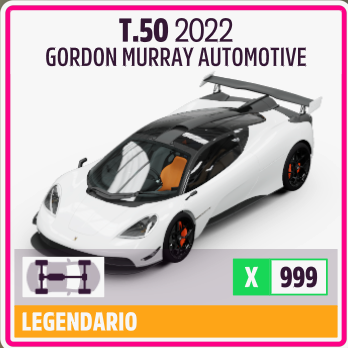 T.50 2022
GORDON MURRAY AUTOMOTIVE
X 999
LEGENDARIO